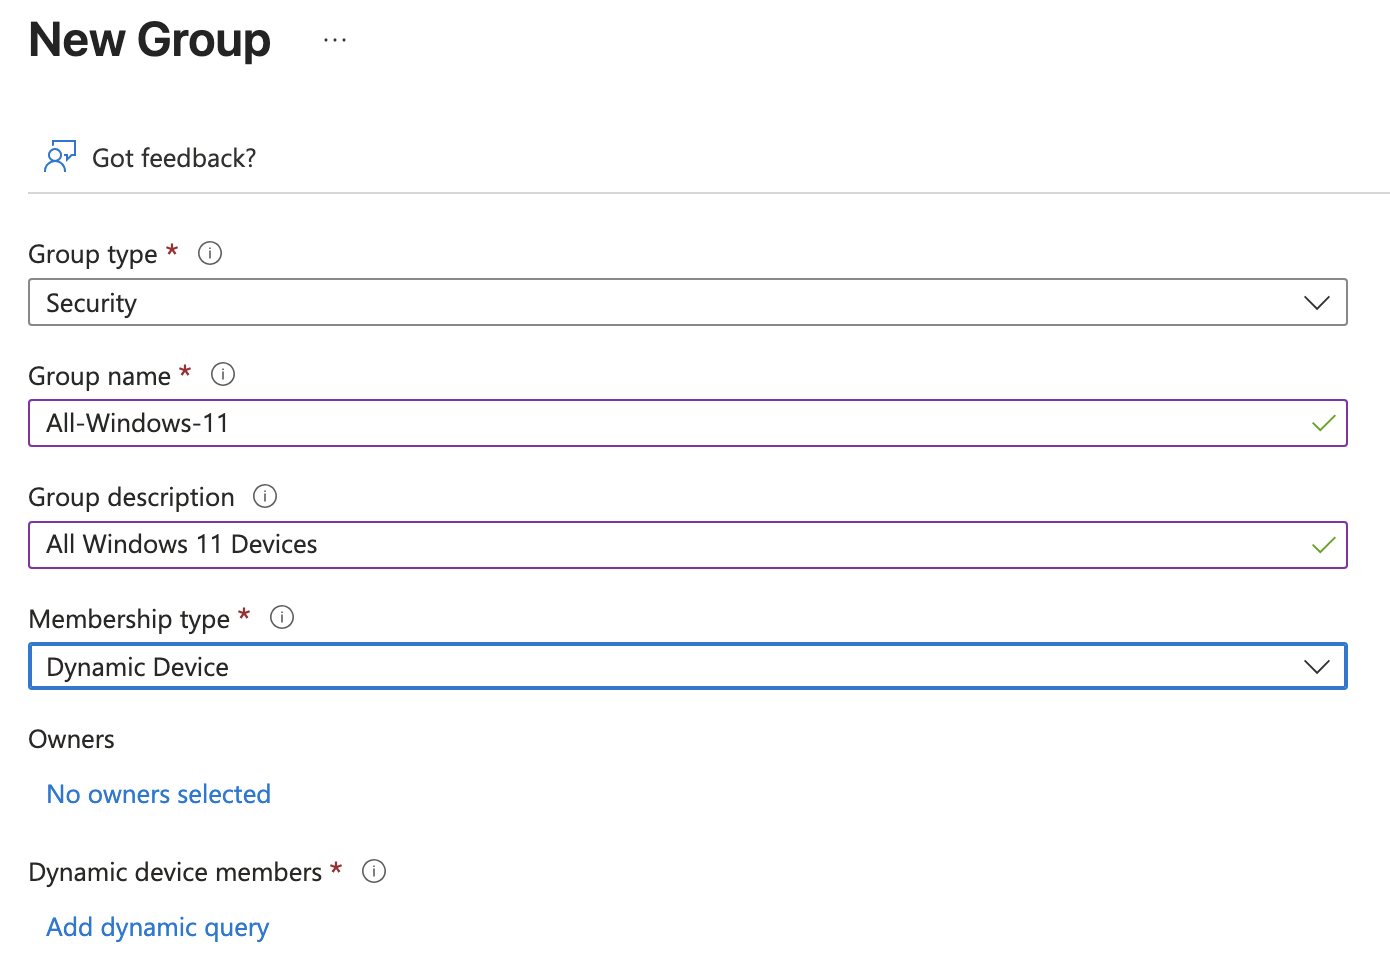 New Group ...
Got feedback?
Group type *
Security
Group name *
All-Windows-11
Group description
All Windows 11 Devices
Membership type *
Dynamic Device
Owners
No owners selected
Dynamic device members *
Add dynamic query